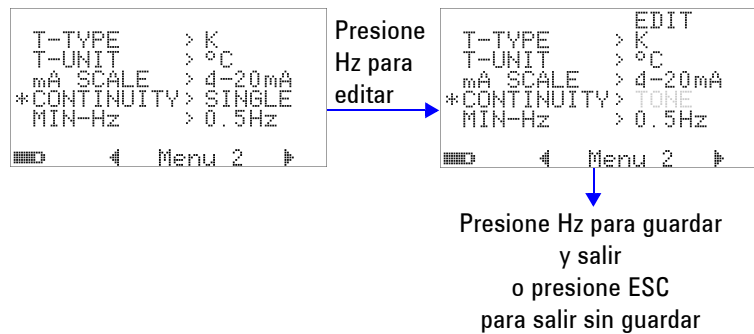 T-TYPE > K
T-UNIT > ºC
mA SCALE > 4-20mA
*CONTINUITY> SINGLE
MIN-Hz > 0.5Hz
Menu 2
Presione
Hz para
editar
EDIT
T-TYPE > K
T-UNIT > ºC
mA SCALE > 4-20mA
*CONTINUITY> TONE
MIN-Hz > 0.5Hz
Menu 2
Presione Hz para guardar
y salir
o presione ESC
para salir sin guardar